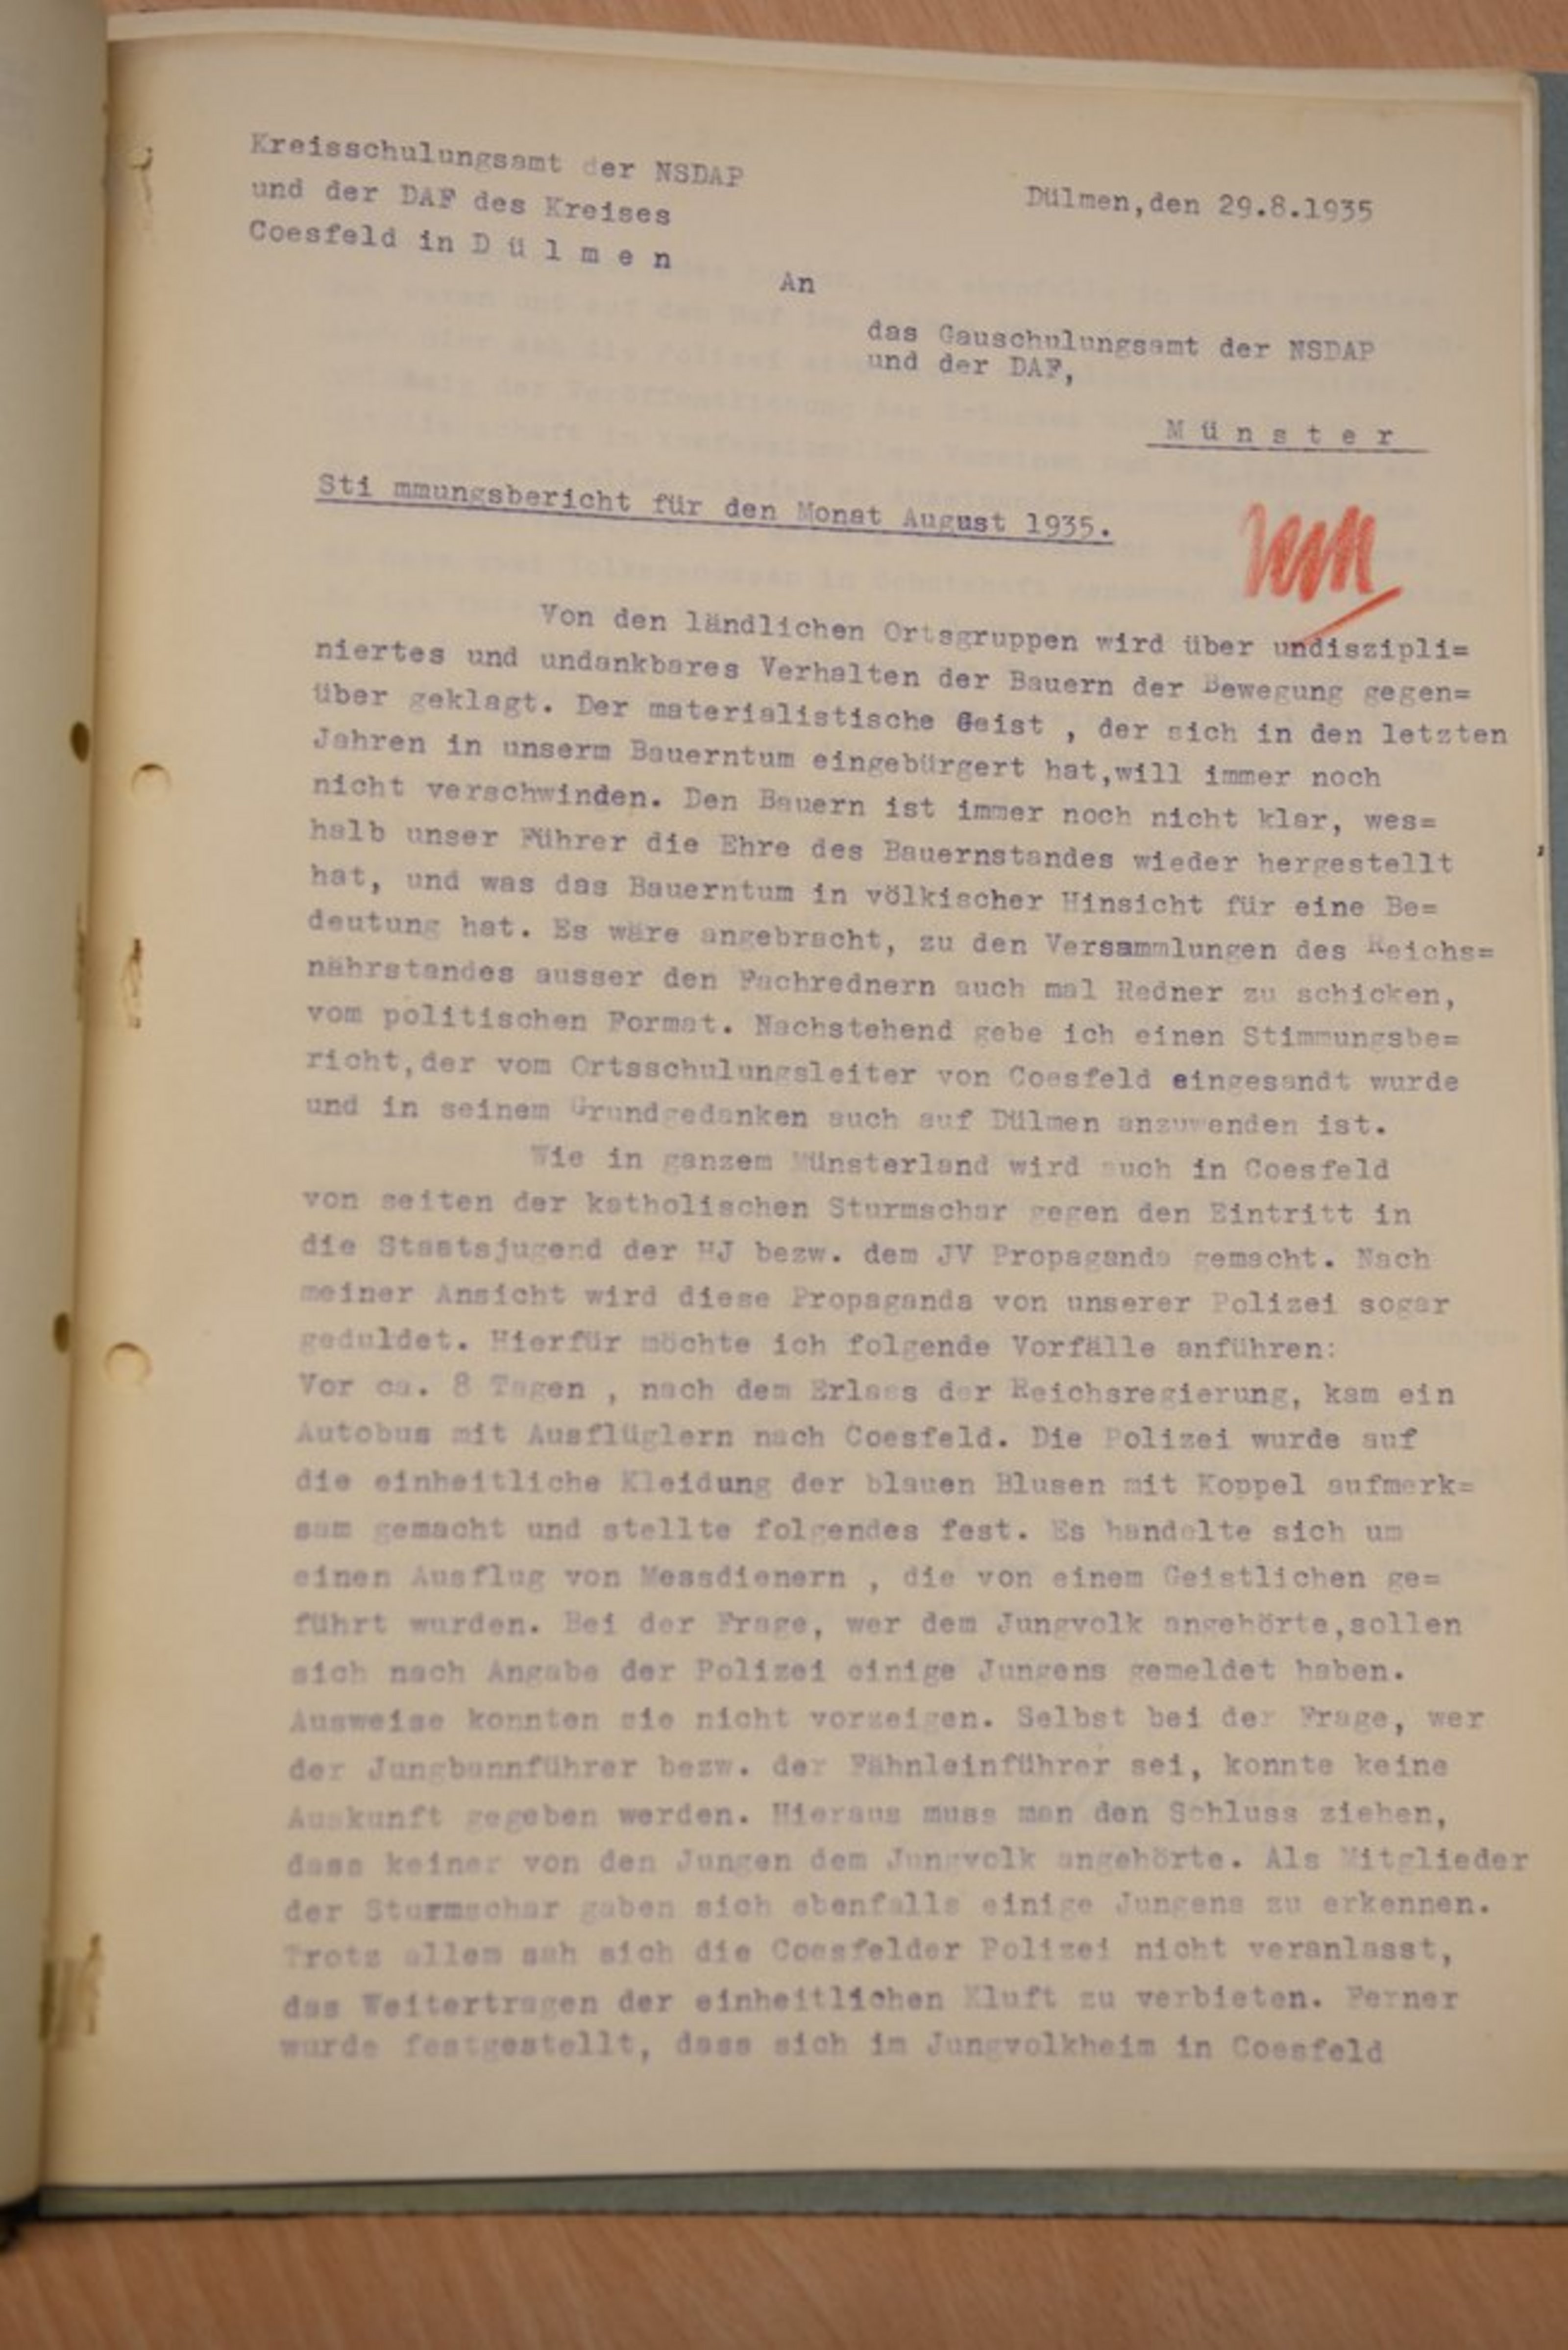 Kreisschulungsamt der NSDAP
und der DAF des Kreises
Coesfeld in D ü l m e n
Dülmen,den 29.8.1935
An
das Gauschulungsamt der NSDAP
und der DAF,
M ü n s t e r
Sti mmungsbericht für den Monat August 1935.
Von den ländlichen Ortsgruppen wird über undiszipli=
niertes und undankbares Verhalten der Bauern der Bewegung gegen=
über geklagt. Der materialistische Geist , der sich in den letzten
Jahren in unserm Bauerntum eingebürgert hat,will immer noch
nicht verschwinden. Den Bauern ist immer noch nicht klar, wes=
halb unser Führer die Ehre des Bauernstandes wieder hergestellt
hat, und was das Bauerntum in völkischer Hinsicht für eine Be=
deutung hat. Es wäre angebracht, zu den Versammlungen des Reichs=
nährstandes ausser den Fachrednern auch mal Redner zu schicken,
vom politischen Format. Nachstehend gebe ich einen Stimmungsbe=
richt,der vom Ortsschulungsleiter von Coesfeld eingesandt wurde
und in seinem Grundgedanken auch auf Dülmen anzuwenden ist.
Wie in ganzem Münsterland wird auch in Coesfeld
von seiten der katholischen Sturmschar gegen den Eintritt in
die Staatsjugend der HJ bezw. dem JV Propaganda gemacht. Nach
meiner Ansicht wird diese Propaganda von unserer Polizei sogar
geduldet. Hierfür möchte ich folgende Vorfälle anführen:
Vor ca. 8 Tagen , nach dem Erlass der Reichsregierung, kam ein
Autobus mit Ausflüglern nach Coesfeld. Die Polizei wurde auf
die einheitliche Kleidung der blauen Blusen mit Koppel aufmerk=
sam gemacht und stellte folgendes fest. Es handelte sich um
einen Ausflug von Messdienern , die von einem Geistlichen ge=
führt wurden. Bei der Frage, wer dem Jungvolk angehörte,sollen
sich nach Angabe der Polizei einige Jungens gemeldet haben.
Ausweise konnten sie nicht vorzeigen. Selbst bei der Frage, wer
der Jungbannführer bezw. der Fähnleinführer sei, konnte keine
Auskunft gegeben werden. Hieraus muss man den Schluss ziehen,
dass keiner von den Jungen dem Jungvolk angehörte. Als Mitglieder
der Sturmschar gaben sich ebenfalls einige Jungens zu erkennen.
Trotz allem sah sich die Coesfelder Polizei nicht veranlasst,
das Weitertragen der einheitlichen Kluft zu verbieten. Ferner
wurde festgestellt, dass sich im Jungvolkheim in Coesfeld